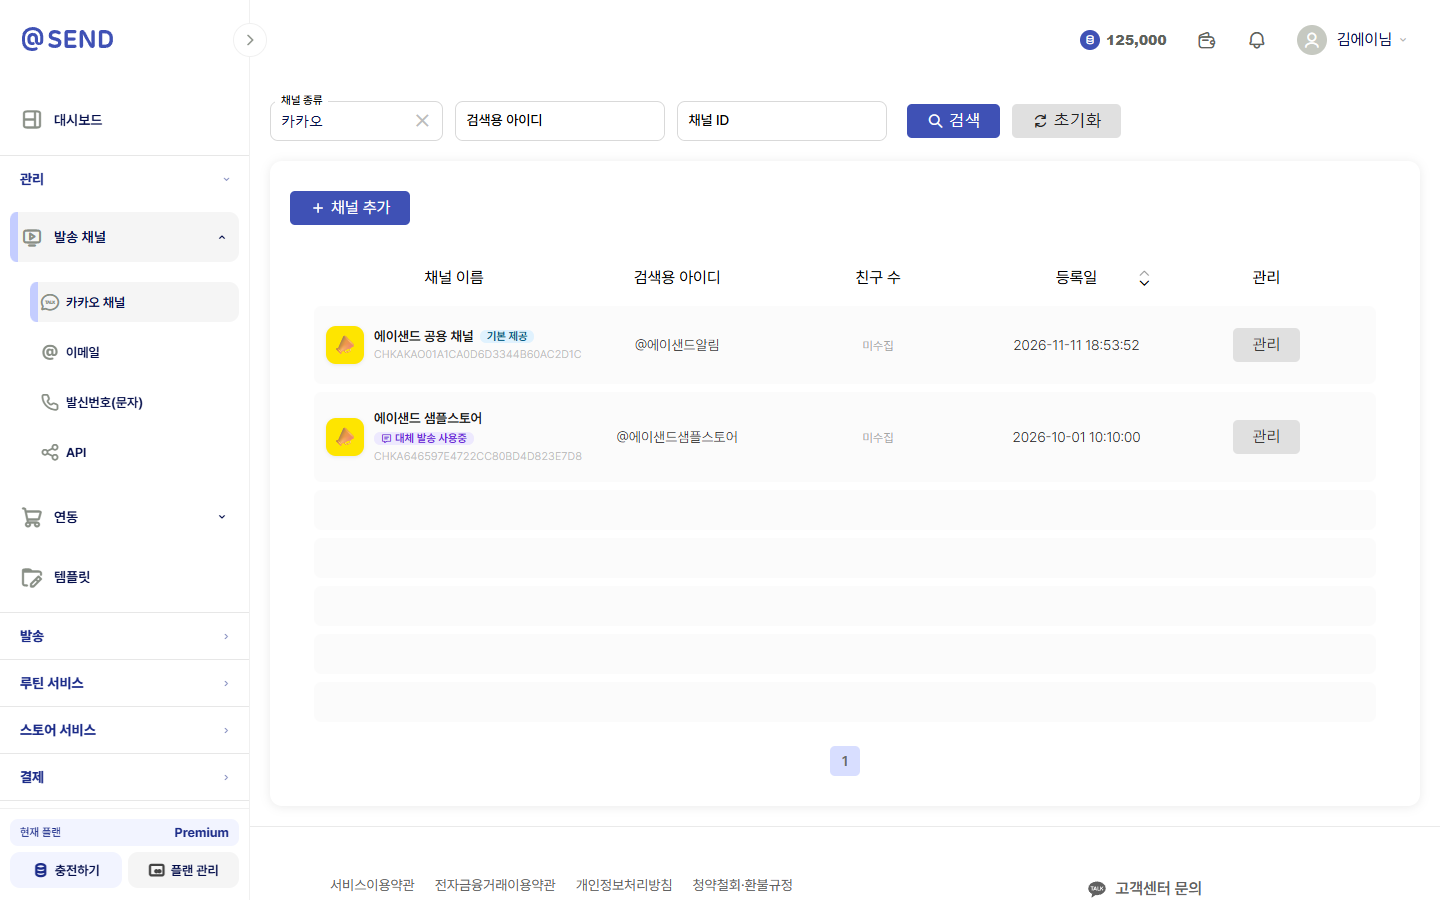 @SEND
125,000
김에이님
대시보드
관리
발송 채널
카카오 채널
이메일
발신번호(문자)
API
연동
템플릿
발송
루틴 서비스
스토어 서비스
결제
현재 플랜 Premium
충전하기 플랜 관리
채널 종류
카카오 검색용 아이디 채널 ID 검색 초기화
+ 채널 추가
채널 이름 검색용 아이디 친구 수 등록일 관리
에이샌드 공용 채널 기본 제공
CHKAKAO01A1CA0D6D3344B60AC2D1C
@에이샌드알림 미수집 2026-11-11 18:53:52 관리
에이샌드 샘플스토어
대체 발송 사용중
CHKA646597E4722CC80BD4D823E7D8
@에이샌드샘플스토어 미수집 2026-10-01 10:10:00 관리
1
서비스이용약관 전자금융거래이용약관 개인정보처리방침 청약철회·환불규정
TALK 고객센터 문의